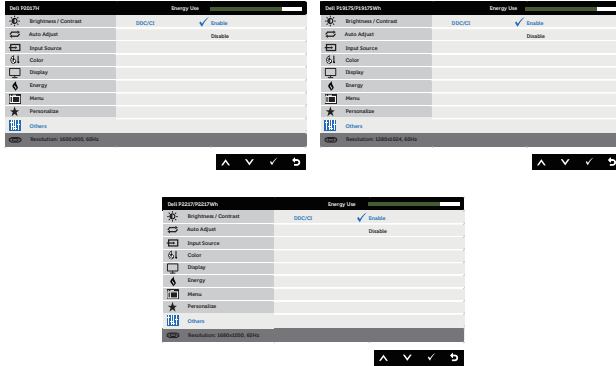 Dell P2017H Energy Use
Brightness / Contrast DDC/CI Enable
Auto Adjust Disable
Input Source
Color
Display
Energy
Menu
Personalize
Others
Resolution: 1600x900, 60Hz
Dell P1917S/P1917SWh Energy Use
Brightness / Contrast DDC/CI Enable
Auto Adjust Disable
Input Source
Color
Display
Energy
Menu
Personalize
Others
Resolution: 1280x1024, 60Hz
Dell P2217/P2217Wh Energy Use
Brightness / Contrast DDC/CI Enable
Auto Adjust Disable
Input Source
Color
Display
Energy
Menu
Personalize
Others
Resolution: 1680x1050, 60Hz